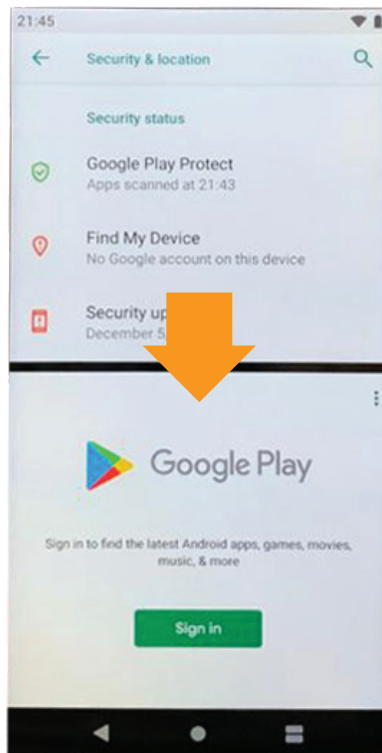 21:45
Security & location
Security status
Google Play Protect
Apps scanned at 21:43
Find My Device
No Google account on this device
Security
December 5
Google Play
Sign in to find the latest Android apps, games, movies,
music, & more
Sign in